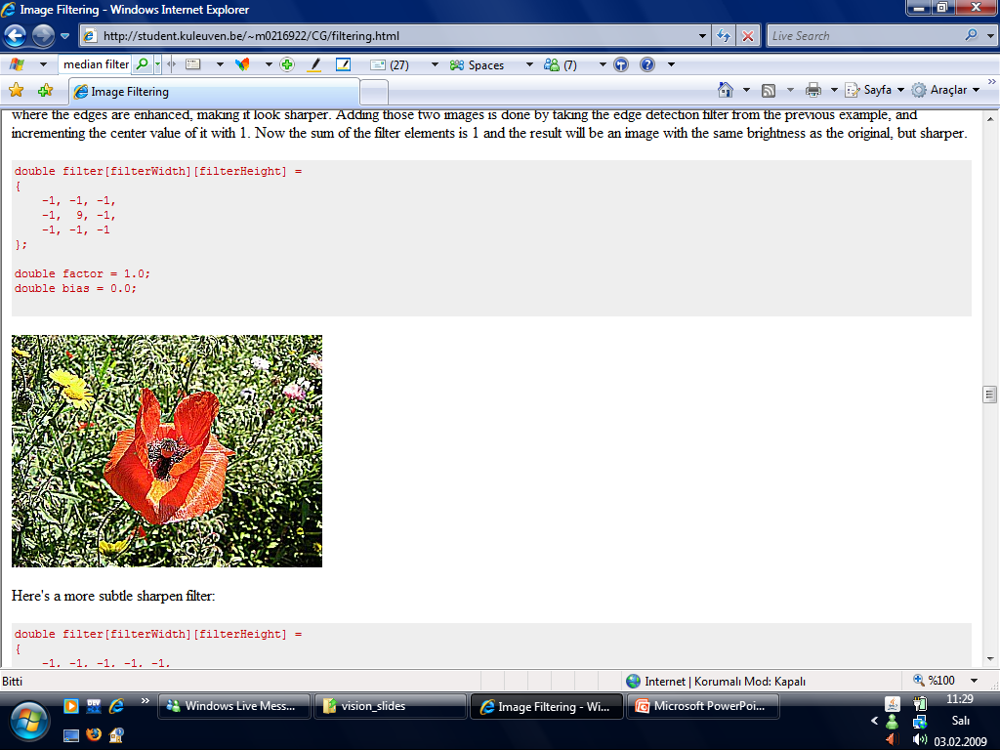 Image Filtering - Windows Internet Explorer
http://student.kuleuven.be/~m0216922/CG/filtering.html
Live Search
median filter
(27)
Spaces
(7)
Image Filtering
Sayfa
Araçlar
where the edges are enhanced, making it look sharper. Adding those two images is done by taking the edge detection filter from the previous example, and
incrementing the center value of it with 1. Now the sum of the filter elements is 1 and the result will be an image with the same brightness as the original, but sharper.
double filter[filterWidth][filterHeight] =
{
-1, -1, -1,
-1,  9, -1,
-1, -1, -1
};
double factor = 1.0;
double bias = 0.0;
Here's a more subtle sharpen filter:
double filter[filterWidth][filterHeight] =
{
-1, -1, -1, -1, -1,
Bitti
Internet | Korumalı Mod: Kapalı
%100
Windows Live Mess...
vision_slides
Image Filtering - Wi...
Microsoft PowerPoi...
11:29
Salı
03.02.2009